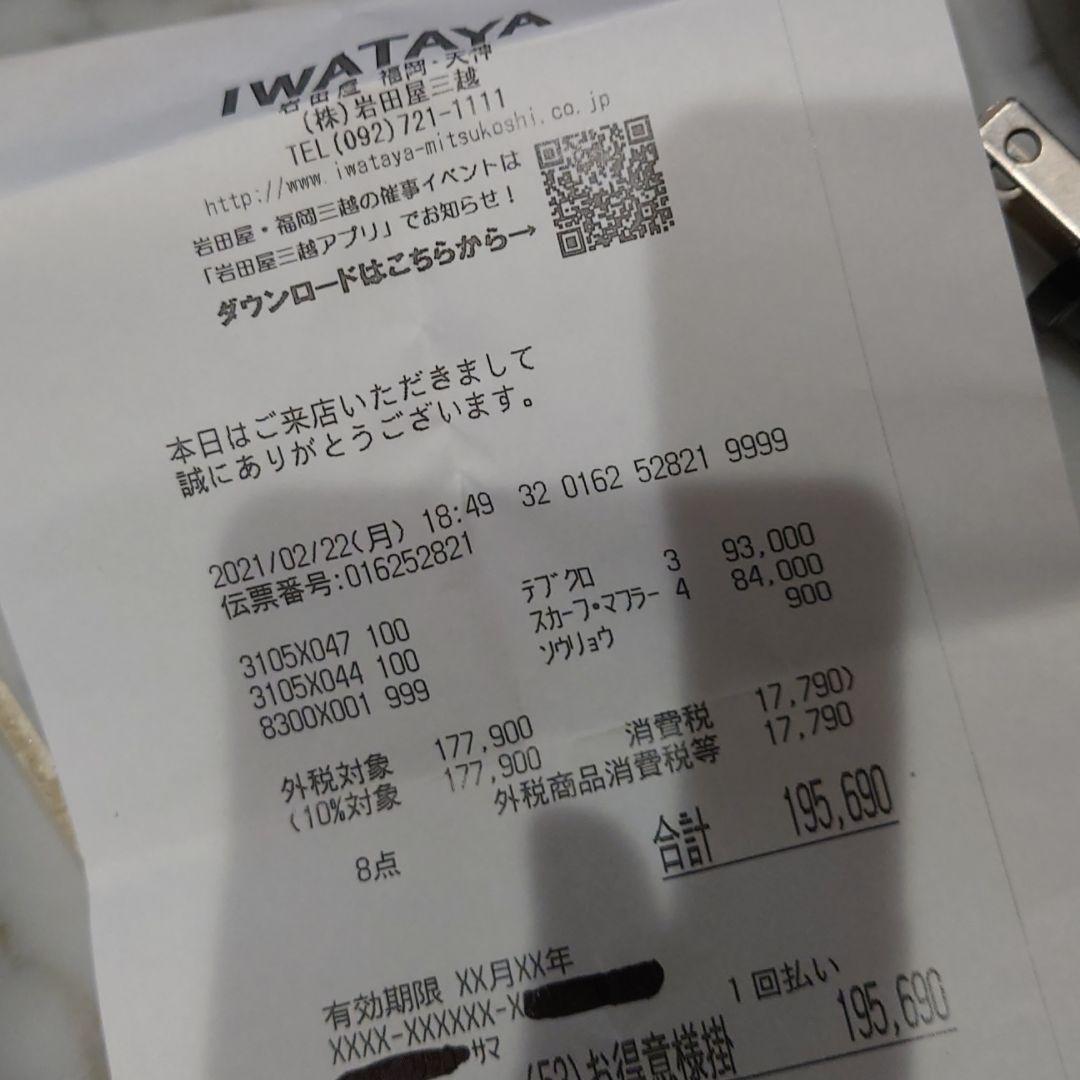 IWATAYA
岩田屋 福岡・天神
(株)岩田屋三越
TEL(092)721-1111
http://www.iwataya-mitsukoshi.co.jp
岩田屋・福岡三越の催事イベントは
「岩田屋三越アプリ」でお知らせ！
ダウンロードはこちらから→
本日はご来店いただきまして
誠にありがとうございます。
2021/02/22(月) 18:49 32 0162 52821 9999
伝票番号:016252821
3105X047 100 テブクロ 3 93,000
3105X044 100 スカーフ・マフラー 4 84,000
8300X001 999 ソウリョウ 900
外税対象 177,900 消費税 17,790)
(10%対象 177,900 外税商品消費税等 17,790
8点 合計 195,690
有効期限 XX月XX年
XXXX-XXXXXX-X 1回払い
サマ (52)お得意様掛 195,690